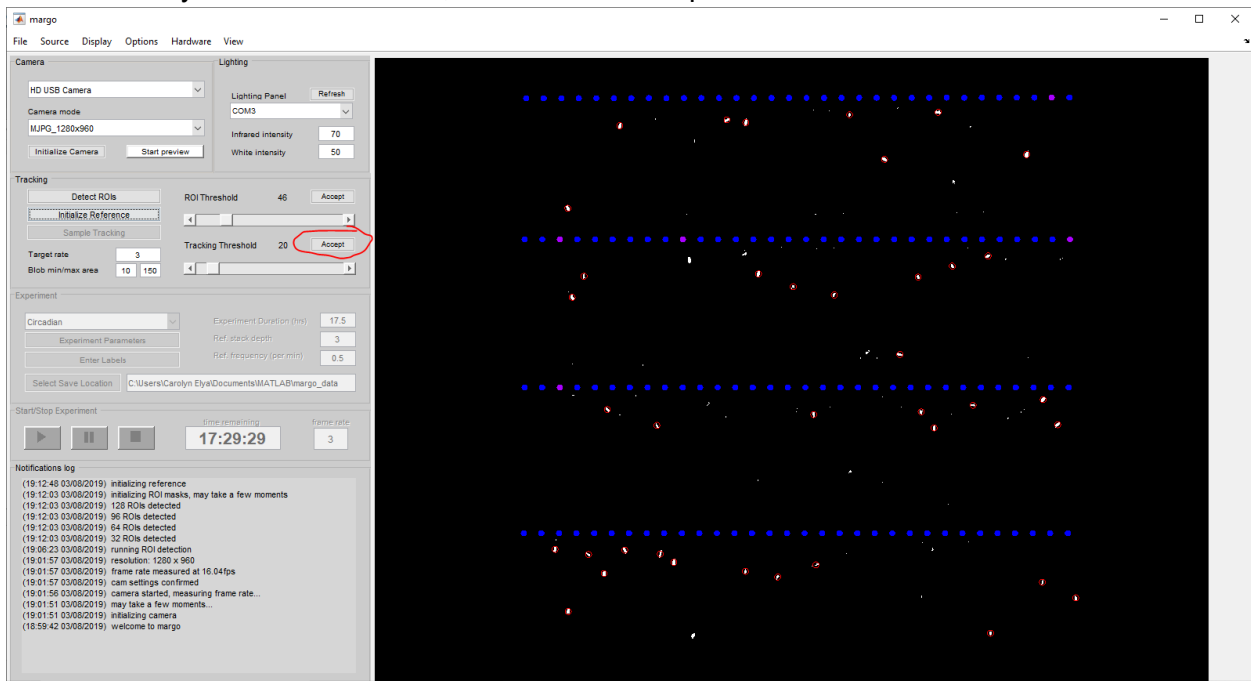 margo
File Source Display Options Hardware View
Camera
HD USB Camera
Camera mode
MJPG_1280x960
Initialize Camera Start preview
Lighting
Lighting Panel Refresh
COM3
Infrared intensity 70
White intensity 50
Tracking
Detect ROIs
Initialize Reference
Sample Tracking
Target rate 3
Blob min/max area 10 150
ROI Threshold 46 Accept
Tracking Threshold 20 Accept
Experiment
Circadian
Experiment Parameters
Enter Labels
Experiment Duration (hrs) 17.5
Ref. stack depth 3
Ref. frequency (per min) 0.5
Select Save Location C:\Users\Carolyn Elya\Documents\MATLAB\margo_data
Start/Stop Experiment
time remaining
17:29:29
frame rate
3
Notifications log
(19:12:48 03/08/2019) initializing reference
(19:12:03 03/08/2019) initializing ROI masks, may take a few moments
(19:12:03 03/08/2019) 128 ROIs detected
(19:12:03 03/08/2019) 96 ROIs detected
(19:12:03 03/08/2019) 64 ROIs detected
(19:12:03 03/08/2019) 32 ROIs detected
(19:06:23 03/08/2019) running ROI detection
(19:01:57 03/08/2019) resolution: 1280 x 960
(19:01:57 03/08/2019) frame rate measured at 16.04fps
(19:01:57 03/08/2019) cam settings confirmed
(19:01:56 03/08/2019) camera started, measuring frame rate...
(19:01:51 03/08/2019) may take a few moments...
(19:01:51 03/08/2019) initializing camera
(18:59:42 03/08/2019) welcome to margo